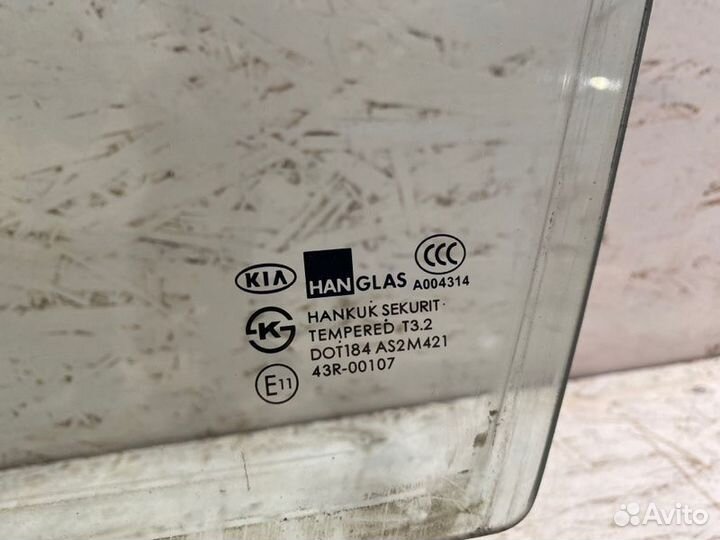 KIA HANGLAS CCC
A004314
HANKUK SEKURIT
TEMPERED T3.2
DOT184 AS2M421
43R-00107
E11
Avito